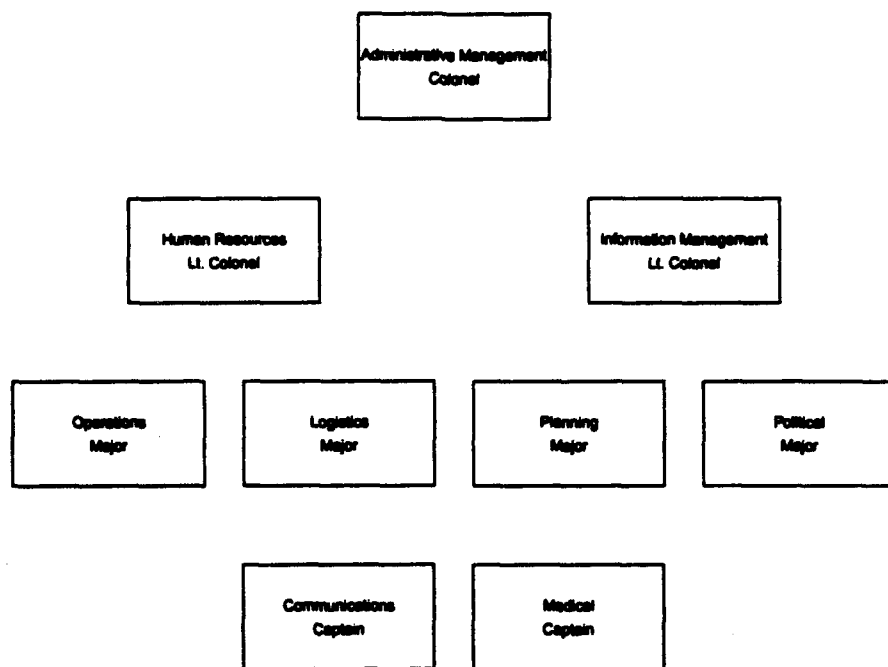 Administrative Management
Colonel
Human Resources
Lt. Colonel
Information Management
Lt. Colonel
Operations
Major
Logistics
Major
Planning
Major
Political
Major
Communications
Captain
Medical
Captain